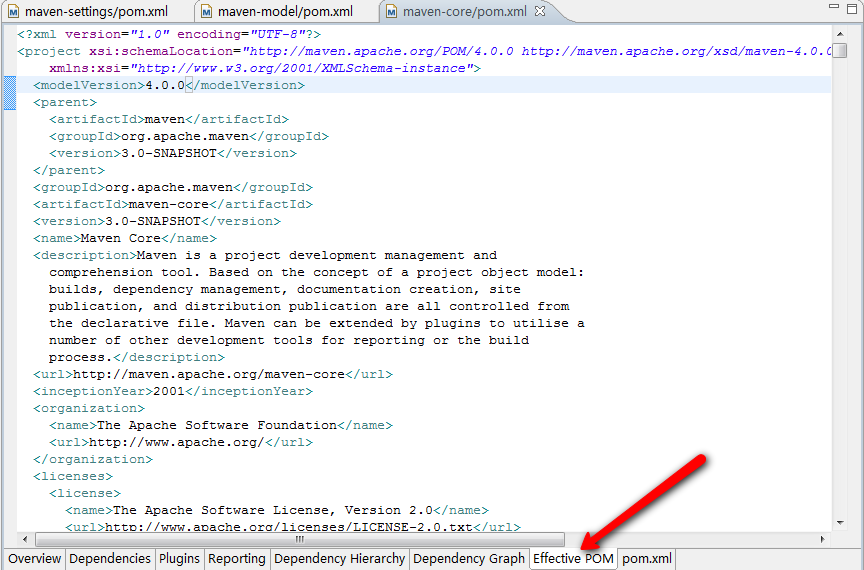 maven-settings/pom.xml maven-model/pom.xml maven-core/pom.xml
<?xml version="1.0" encoding="UTF-8"?>
<project xsi:schemaLocation="http://maven.apache.org/POM/4.0.0 http://maven.apache.org/xsd/maven-4.0.0
xmlns:xsi="http://www.w3.org/2001/XMLSchema-instance">
<modelVersion>4.0.0</modelVersion>
<parent>
<artifactId>maven</artifactId>
<groupId>org.apache.maven</groupId>
<version>3.0-SNAPSHOT</version>
</parent>
<groupId>org.apache.maven</groupId>
<artifactId>maven-core</artifactId>
<version>3.0-SNAPSHOT</version>
<name>Maven Core</name>
<description>Maven is a project development management and
comprehension tool. Based on the concept of a project object model:
builds, dependency management, documentation creation, site
publication, and distribution publication are all controlled from
the declarative file. Maven can be extended by plugins to utilise a
number of other development tools for reporting or the build
process.</description>
<url>http://maven.apache.org/maven-core</url>
<inceptionYear>2001</inceptionYear>
<organization>
<name>The Apache Software Foundation</name>
<url>http://www.apache.org/</url>
</organization>
<licenses>
<license>
<name>The Apache Software License, Version 2.0</name>
<url>http://www.apache.org/licenses/LICENSE-2.0.txt</url>
Overview Dependencies Plugins Reporting Dependency Hierarchy Dependency Graph Effective POM pom.xml